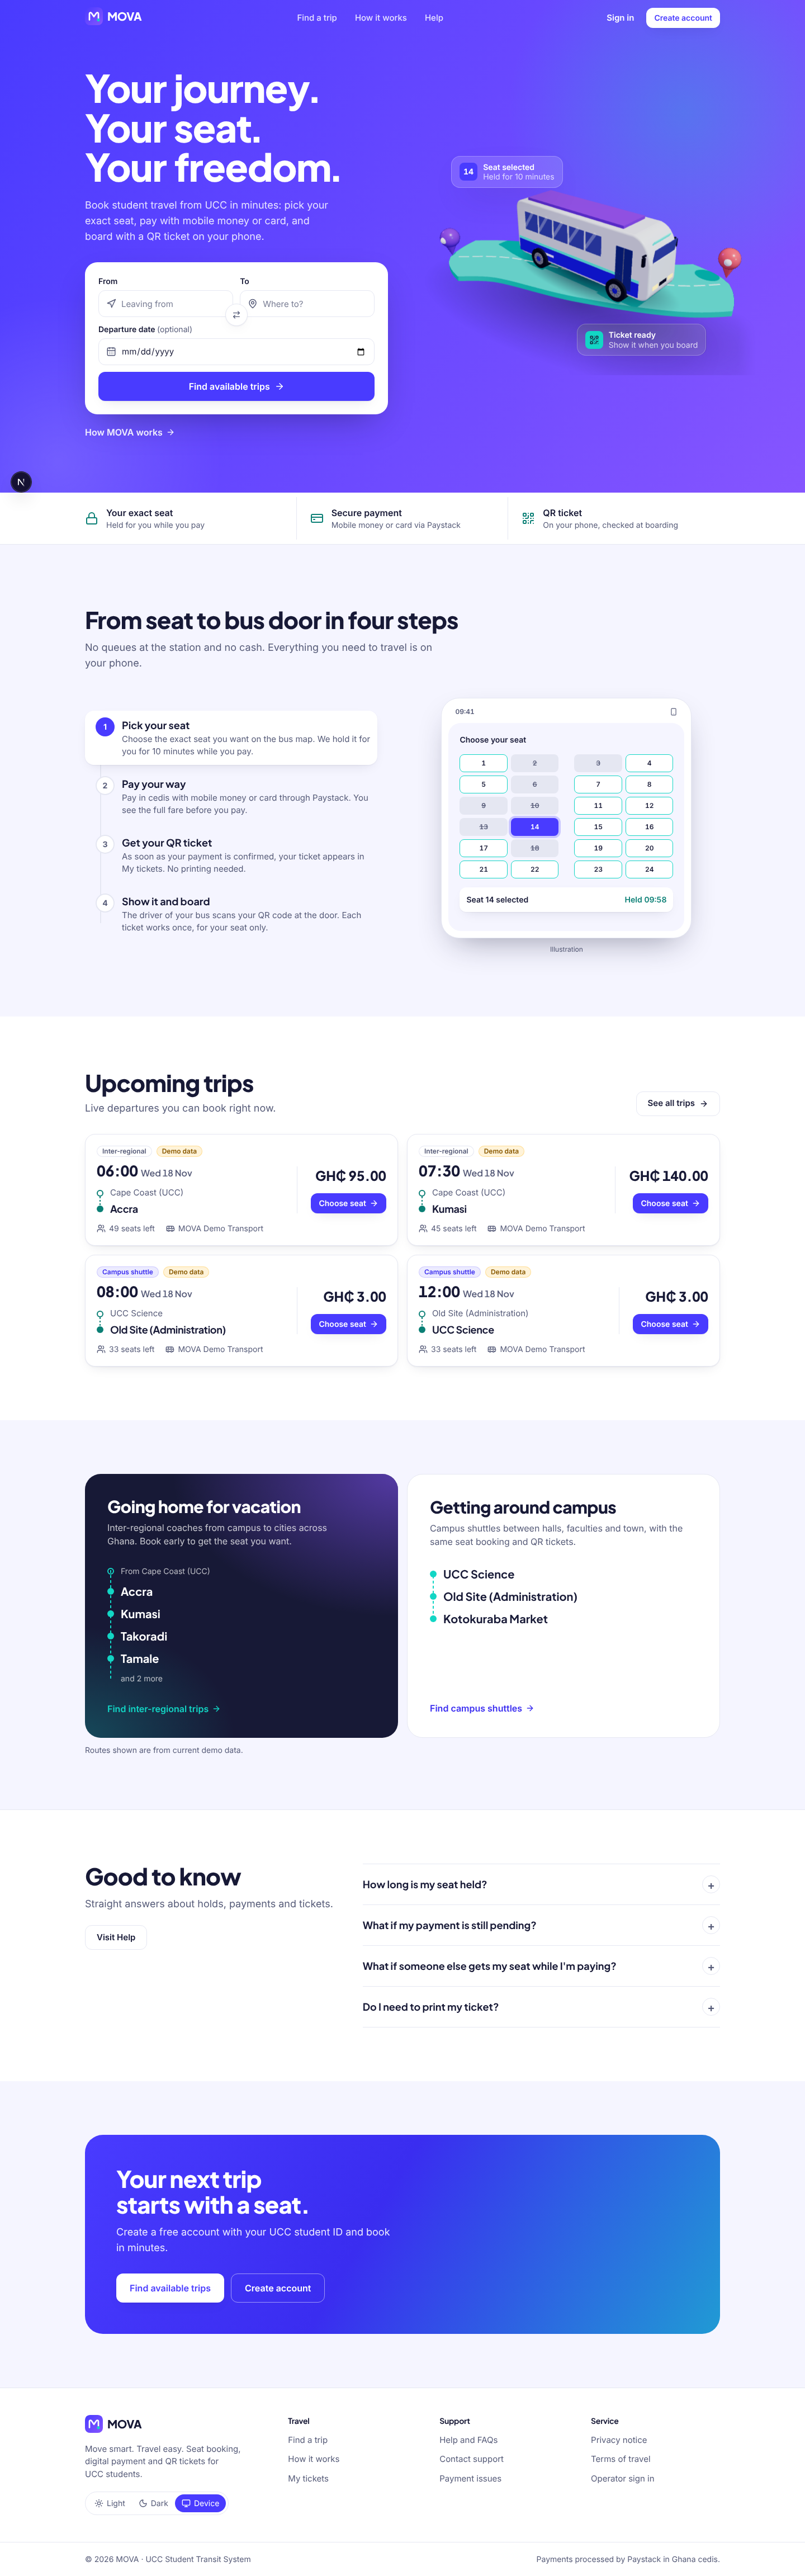 MOVA
Find a trip
How it works
Help
Sign in
Create account
Your journey.
Your seat.
Your freedom.
Book student travel from UCC in minutes: pick your
exact seat, pay with mobile money or card, and
board with a QR ticket on your phone.
14
Seat selected
Held for 10 minutes
Ticket ready
Show it when you board
From
To
Leaving from
Where to?
Departure date (optional)
mm/dd/yyyy
Find available trips
How MOVA works
N
Your exact seat
Held for you while you pay
Secure payment
Mobile money or card via Paystack
QR ticket
On your phone, checked at boarding
From seat to bus door in four steps
No queues at the station and no cash. Everything you need to travel is on
your phone.
1
Pick your seat
Choose the exact seat you want on the bus map. We hold it for
you for 10 minutes while you pay.
2
Pay your way
Pay in cedis with mobile money or card through Paystack. You
see the full fare before you pay.
3
Get your QR ticket
As soon as your payment is confirmed, your ticket appears in
My tickets. No printing needed.
4
Show it and board
The driver of your bus scans your QR code at the door. Each
ticket works once, for your seat only.
09:41
Choose your seat
1 2 3 4
5 6 7 8
9 10 11 12
13 14 15 16
17 18 19 20
21 22 23 24
Seat 14 selected
Held 09:58
Illustration
Upcoming trips
Live departures you can book right now.
See all trips
Inter-regional
Demo data
06:00 Wed 18 Nov
Cape Coast (UCC)
Accra
49 seats left
MOVA Demo Transport
GH₵ 95.00
Choose seat
Inter-regional
Demo data
07:30 Wed 18 Nov
Cape Coast (UCC)
Kumasi
45 seats left
MOVA Demo Transport
GH₵ 140.00
Choose seat
Campus shuttle
Demo data
08:00 Wed 18 Nov
UCC Science
Old Site (Administration)
33 seats left
MOVA Demo Transport
GH₵ 3.00
Choose seat
Campus shuttle
Demo data
12:00 Wed 18 Nov
Old Site (Administration)
UCC Science
33 seats left
MOVA Demo Transport
GH₵ 3.00
Choose seat
Going home for vacation
Inter-regional coaches from campus to cities across
Ghana. Book early to get the seat you want.
From Cape Coast (UCC)
Accra
Kumasi
Takoradi
Tamale
and 2 more
Find inter-regional trips
Getting around campus
Campus shuttles between halls, faculties and town, with the
same seat booking and QR tickets.
UCC Science
Old Site (Administration)
Kotokuraba Market
Find campus shuttles
Routes shown are from current demo data.
Good to know
Straight answers about holds, payments and tickets.
Visit Help
How long is my seat held?
What if my payment is still pending?
What if someone else gets my seat while I'm paying?
Do I need to print my ticket?
Your next trip
starts with a seat.
Create a free account with your UCC student ID and book
in minutes.
Find available trips
Create account
MOVA
Move smart. Travel easy. Seat booking,
digital payment and QR tickets for
UCC students.
Light
Dark
Device
Travel
Find a trip
How it works
My tickets
Support
Help and FAQs
Contact support
Payment issues
Service
Privacy notice
Terms of travel
Operator sign in
© 2026 MOVA · UCC Student Transit System
Payments processed by Paystack in Ghana cedis.